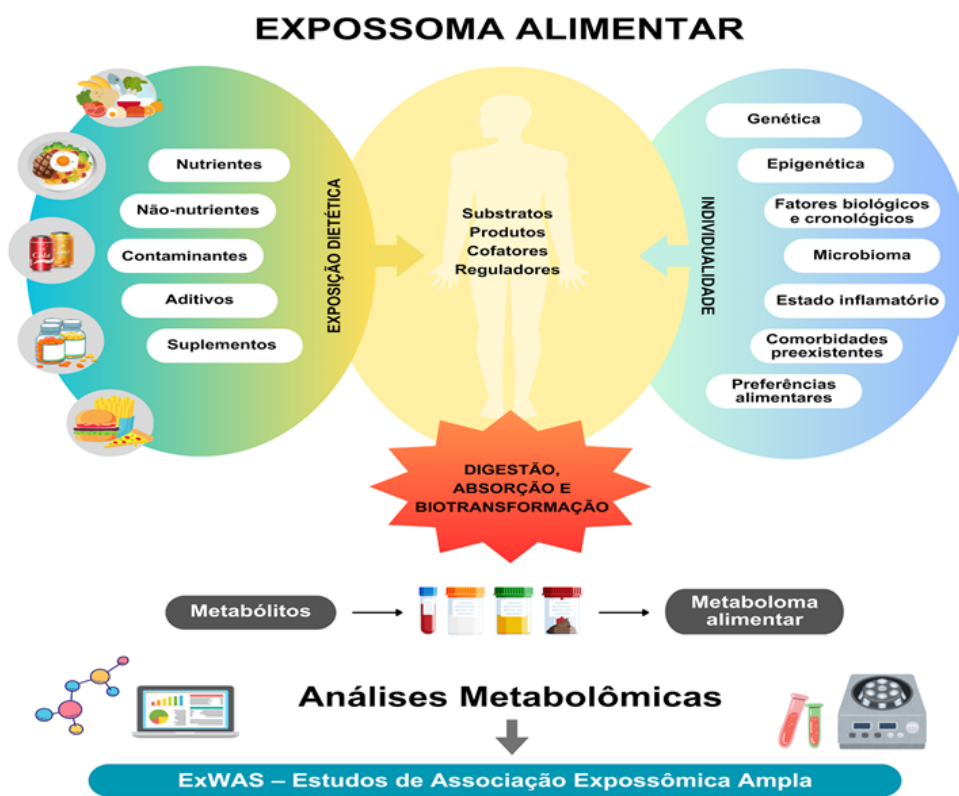 EXPOSSOMA ALIMENTAR
Nutrientes
Não-nutrientes
Contaminantes
Aditivos
Suplementos
EXPOSIÇÃO DIETÉTICA
Substratos
Produtos
Cofatores
Reguladores
INDIVIDUALIDADE
Genética
Epigenética
Fatores biológicos
e cronológicos
Microbioma
Estado inflamatório
Comorbidades
preexistentes
Preferências
alimentares
DIGESTÃO,
ABSORÇÃO E
BIOTRANSFORMAÇÃO
Metabólitos
Metaboloma
alimentar
Análises Metabolômicas
ExWAS – Estudos de Associação Expossômica Ampla